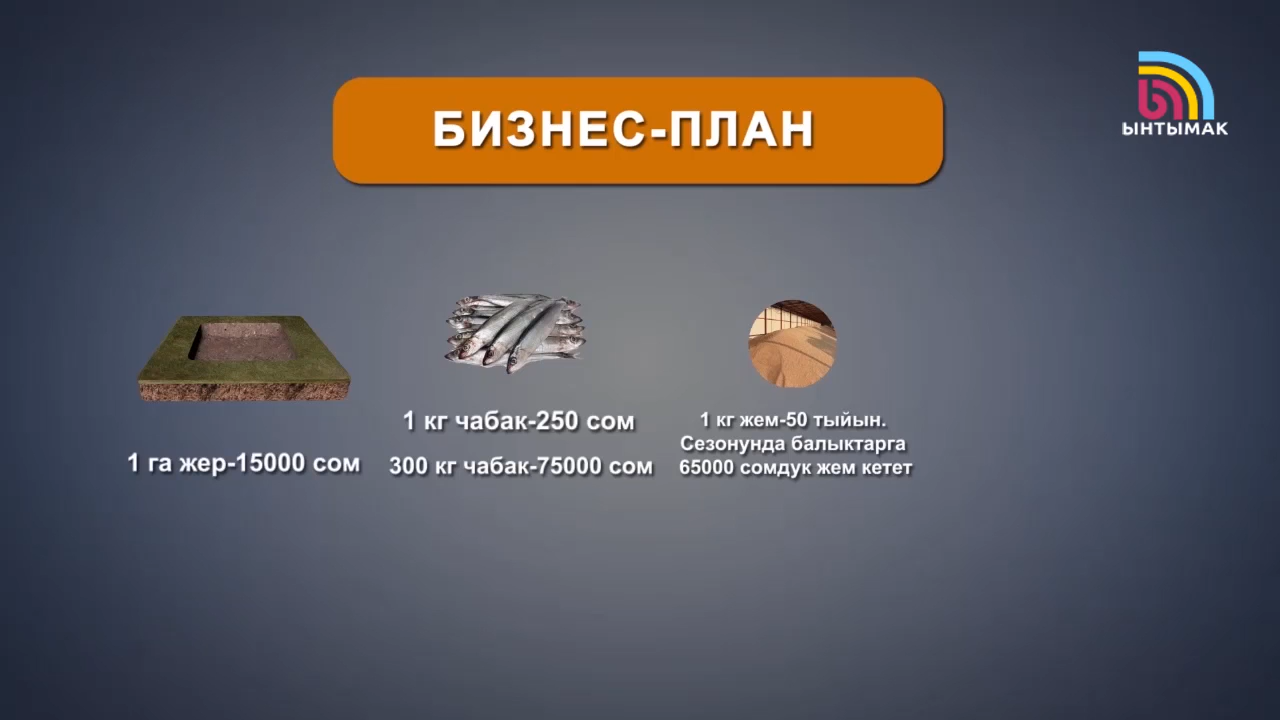 БИЗНЕС-ПЛАН
ЫНТЫМАК
1 га жер-15000 сом
1 кг чабак-250 сом
300 кг чабак-75000 сом
1 кг жем-50 тыйын.
Сезонунда балыктарга
65000 сомдук жем кетет